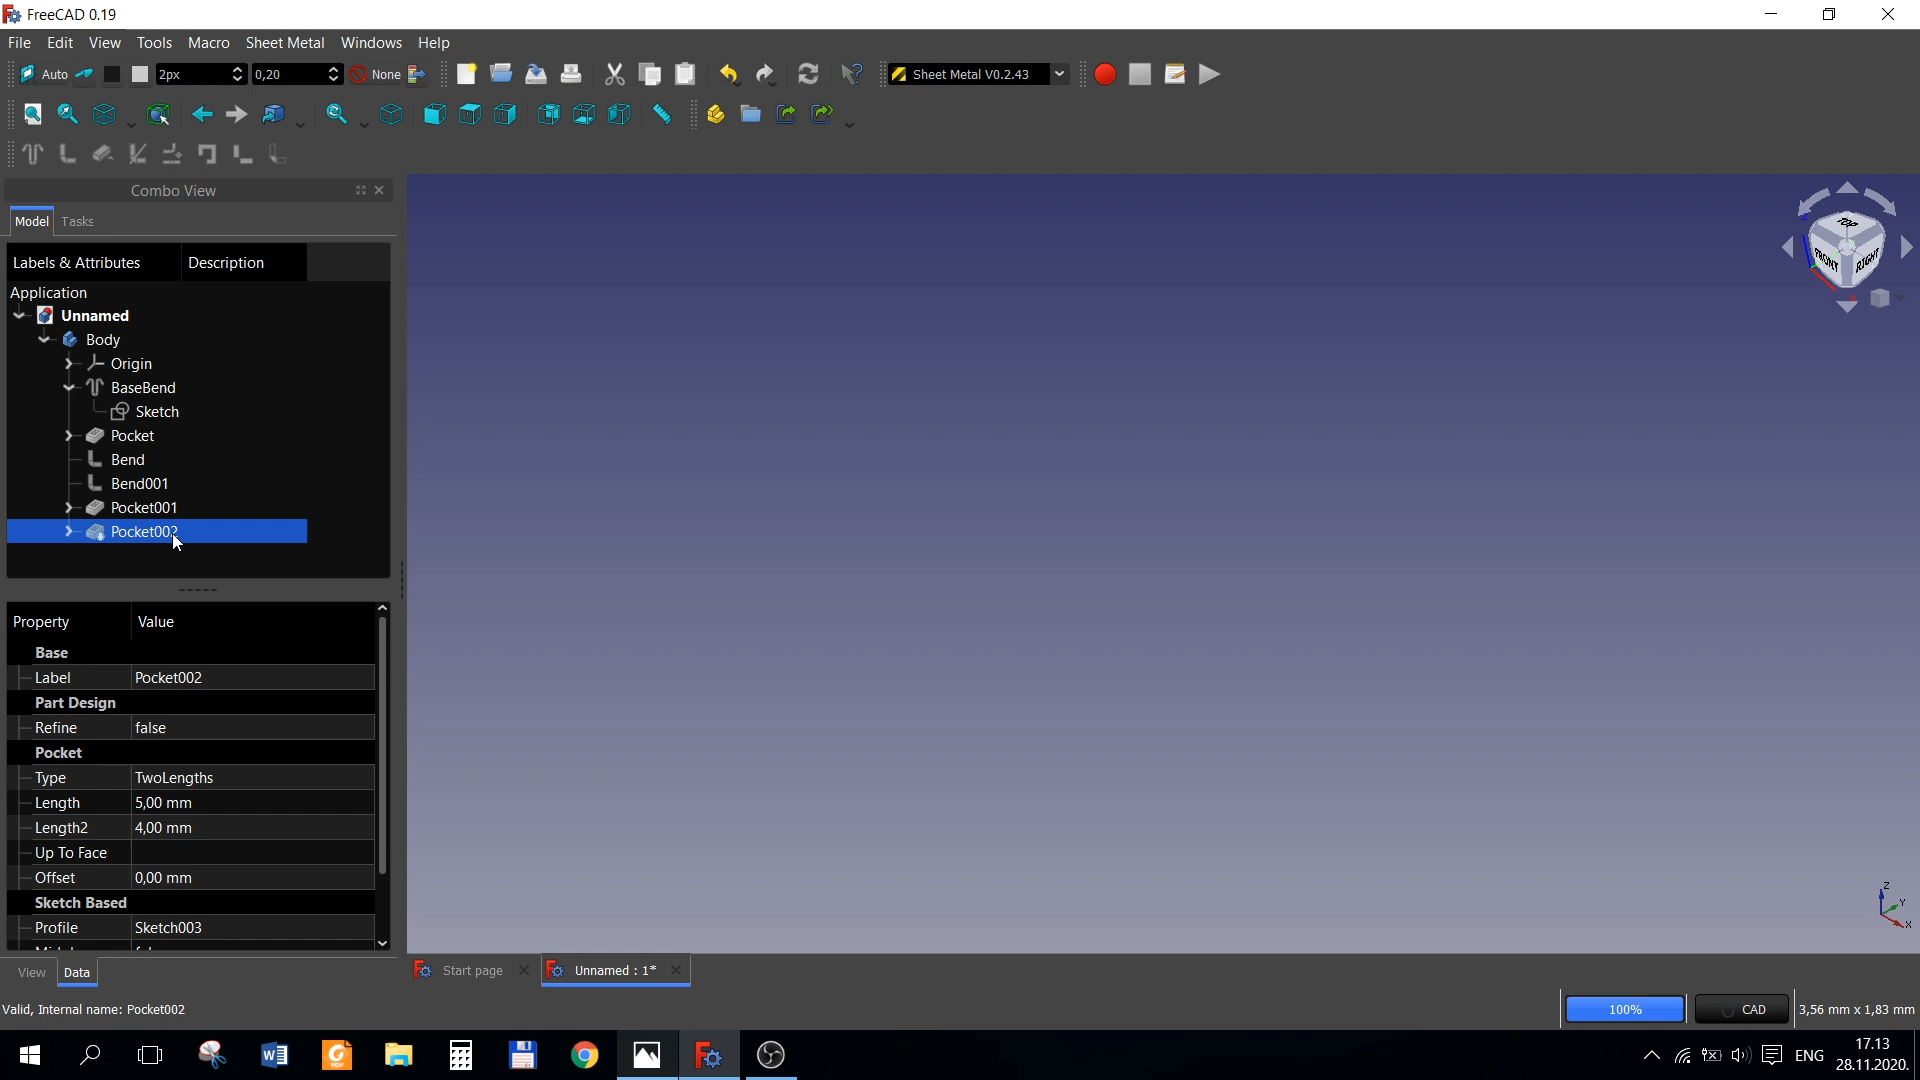 FreeCAD 0.19
File Edit View Tools Macro Sheet Metal Windows Help
Auto 2px 0,20 None Sheet Metal V0.2.43
Combo View
Model Tasks
Labels & Attributes Description
Application
Unnamed
Body
Origin
BaseBend
Sketch
Pocket
Bend
Bend001
Pocket001
Pocket002
Property Value
Base
Label Pocket002
Part Design
Refine false
Pocket
Type TwoLengths
Length 5,00 mm
Length2 4,00 mm
Up To Face
Offset 0,00 mm
Sketch Based
Profile Sketch003
View Data
TOP
FRONT RIGHT
Z
Y
X
Start page Unnamed : 1*
Valid, Internal name: Pocket002
100% CAD 3,56 mm x 1,83 mm
PDF
ENG
17.13
28.11.2020.